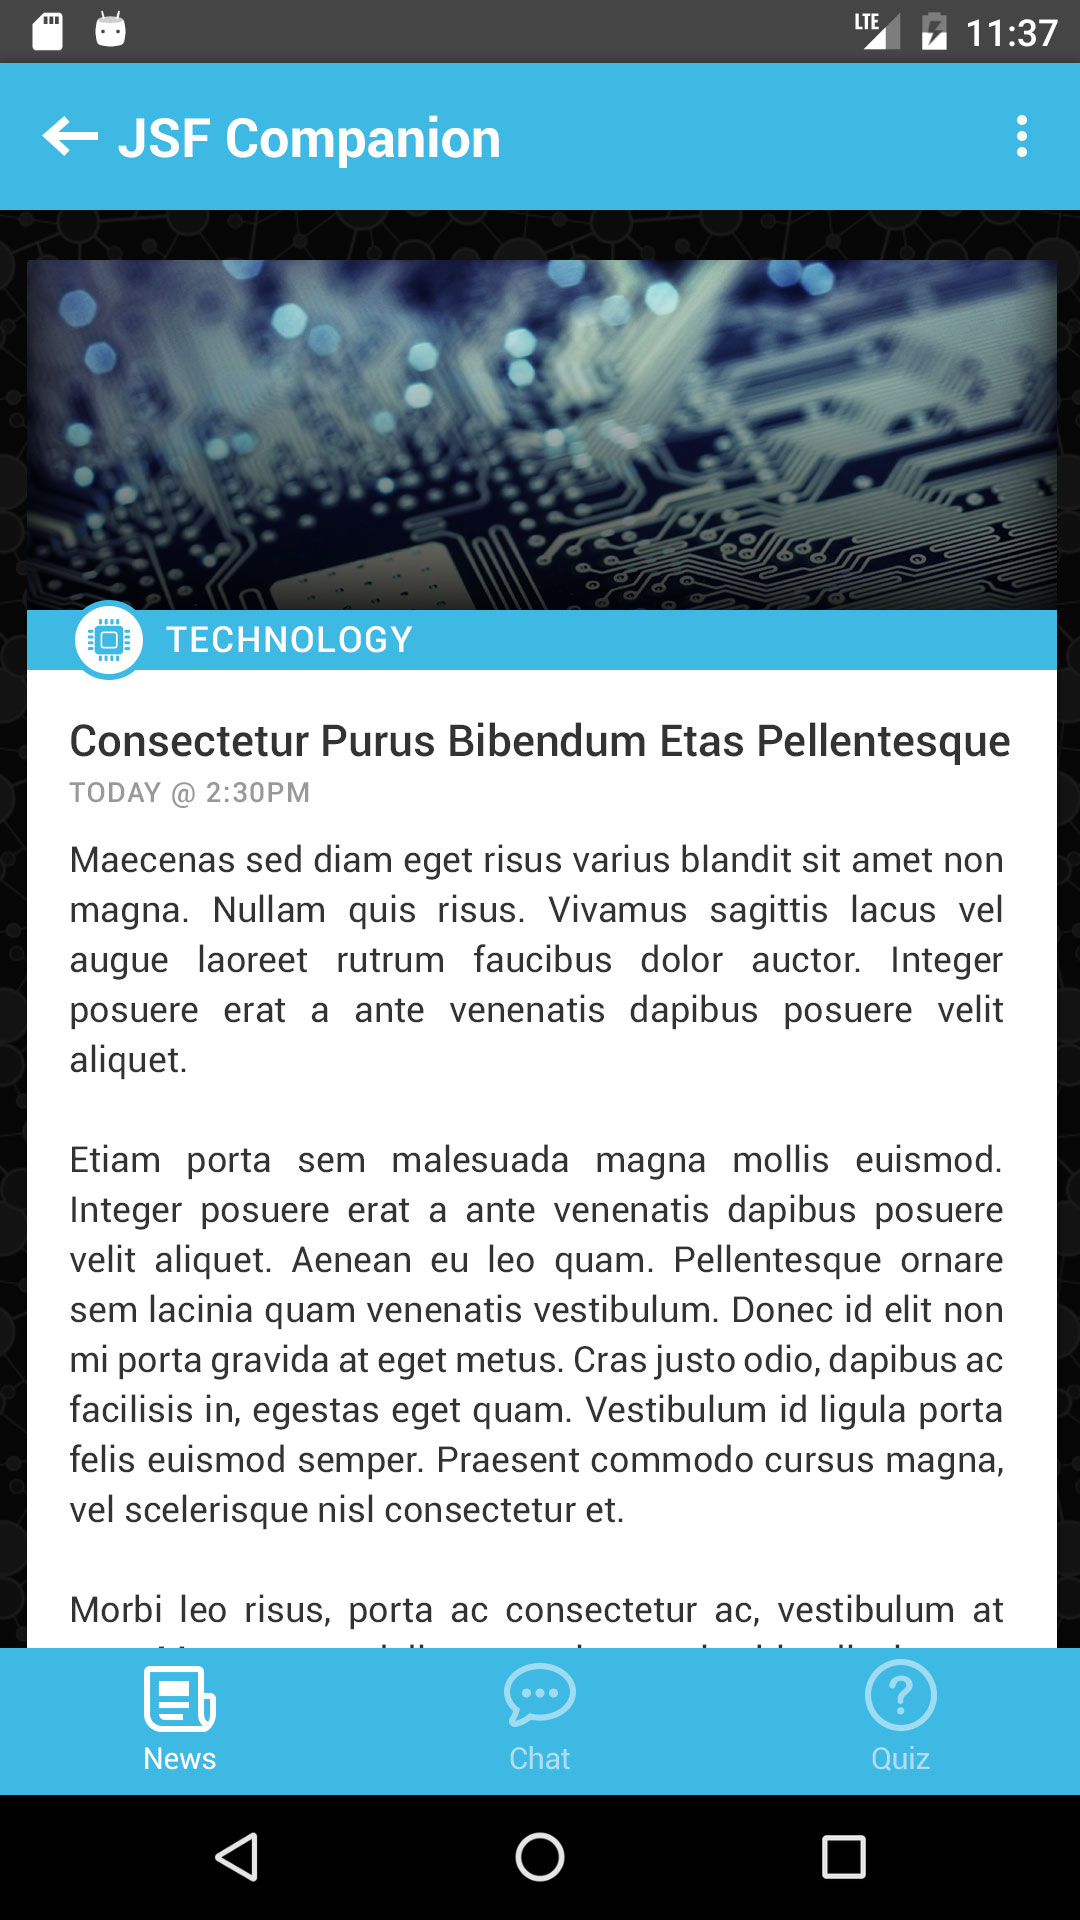 LTE 11:37
JSF Companion
TECHNOLOGY
Consectetur Purus Bibendum Etas Pellentesque
TODAY @ 2:30PM
Maecenas sed diam eget risus varius blandit sit amet non
magna. Nullam quis risus. Vivamus sagittis lacus vel
augue laoreet rutrum faucibus dolor auctor. Integer
posuere erat a ante venenatis dapibus posuere velit
aliquet.
Etiam porta sem malesuada magna mollis euismod.
Integer posuere erat a ante venenatis dapibus posuere
velit aliquet. Aenean eu leo quam. Pellentesque ornare
sem lacinia quam venenatis vestibulum. Donec id elit non
mi porta gravida at eget metus. Cras justo odio, dapibus ac
facilisis in, egestas eget quam. Vestibulum id ligula porta
felis euismod semper. Praesent commodo cursus magna,
vel scelerisque nisl consectetur et.
Morbi leo risus, porta ac consectetur ac, vestibulum at
News
Chat
Quiz